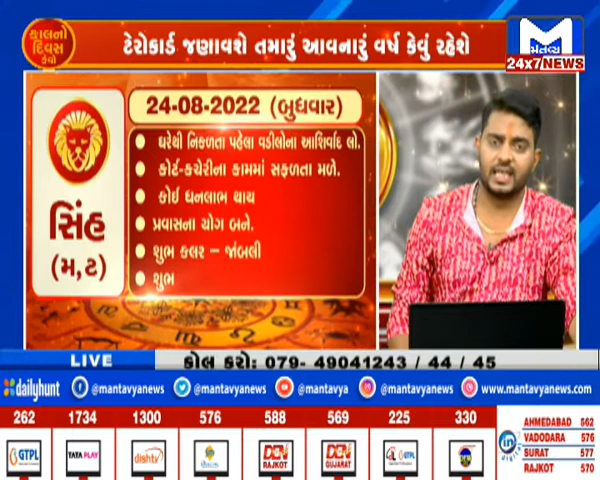 કાલનો
દિવસ
કેવો
ટેરોકાર્ડ જણાવશે તમારું આવનારું વર્ષ કેવું રહેશે
મંતવ્ય
24x7NEWS
24-08-2022 (બુધવાર)
ઘરેથી નિકળતા પહેલા વડીલોના આશિર્વાદ લો.
કોર્ટ-કચેરીના કામમાં સફળતા મળે.
કોઈ ધનલાભ થાય
પ્રવાસના યોગ બને.
શુભ કલર – જાંબલી
શુભ
સિંહ
(મ,ટ)
LIVE
કોલ કરો: 079- 49041243 / 44 / 45
dailyhunt @mantavyanews @mantavyanews @mantavya @mantavyanews @mantavyanews www.mantavyanews.com
262 1734 1300 576 588 569 225 330
GTPL TATA PLAY dishtv DEN RAJKOT DEN GUJARAT
in digital
AHMEDABAD 562
VADODARA 576
SURAT 577
RAJKOT 570